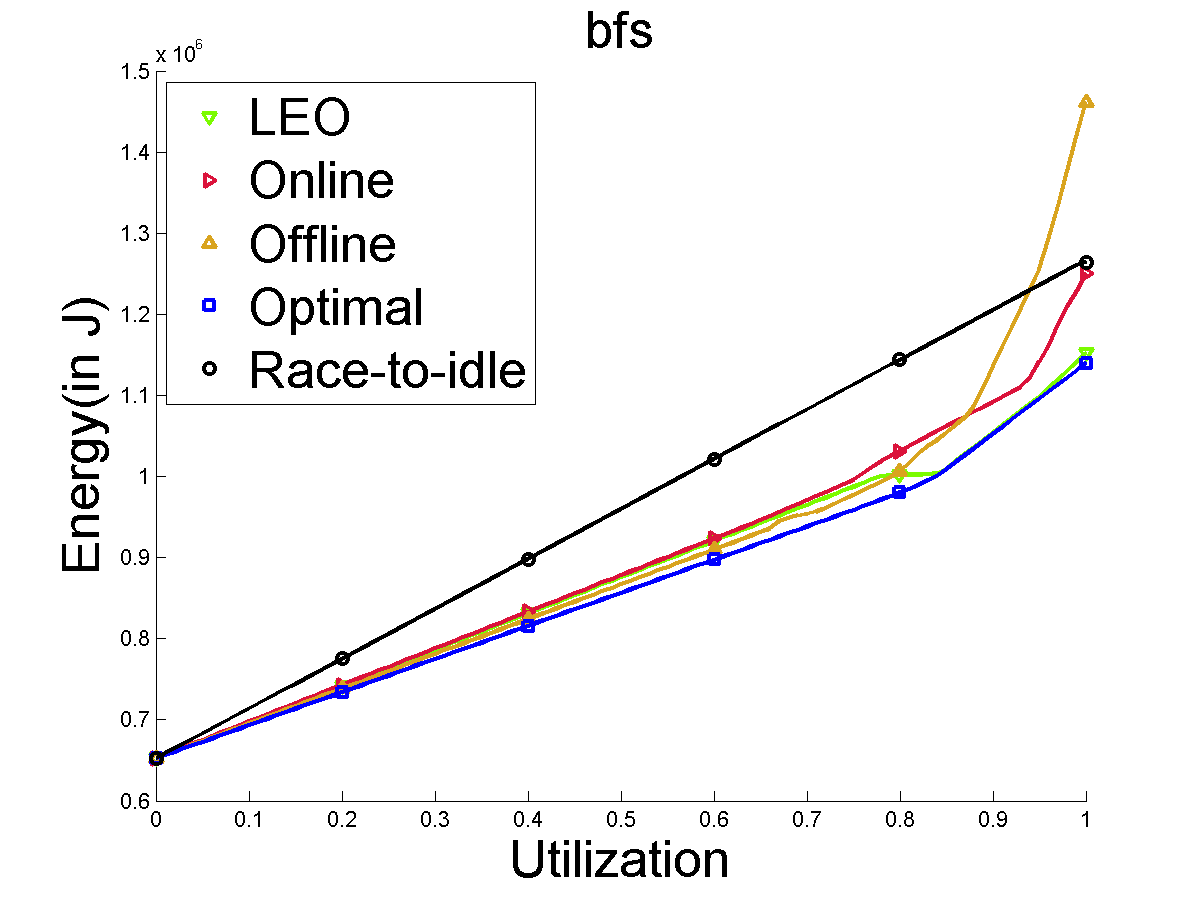 bfs
x 10^6
1.5
1.4
1.3
1.2
1.1
1
0.9
0.8
0.7
0.6
Energy(in J)
LEO
Online
Offline
Optimal
Race-to-idle
0 0.1 0.2 0.3 0.4 0.5 0.6 0.7 0.8 0.9 1
Utilization